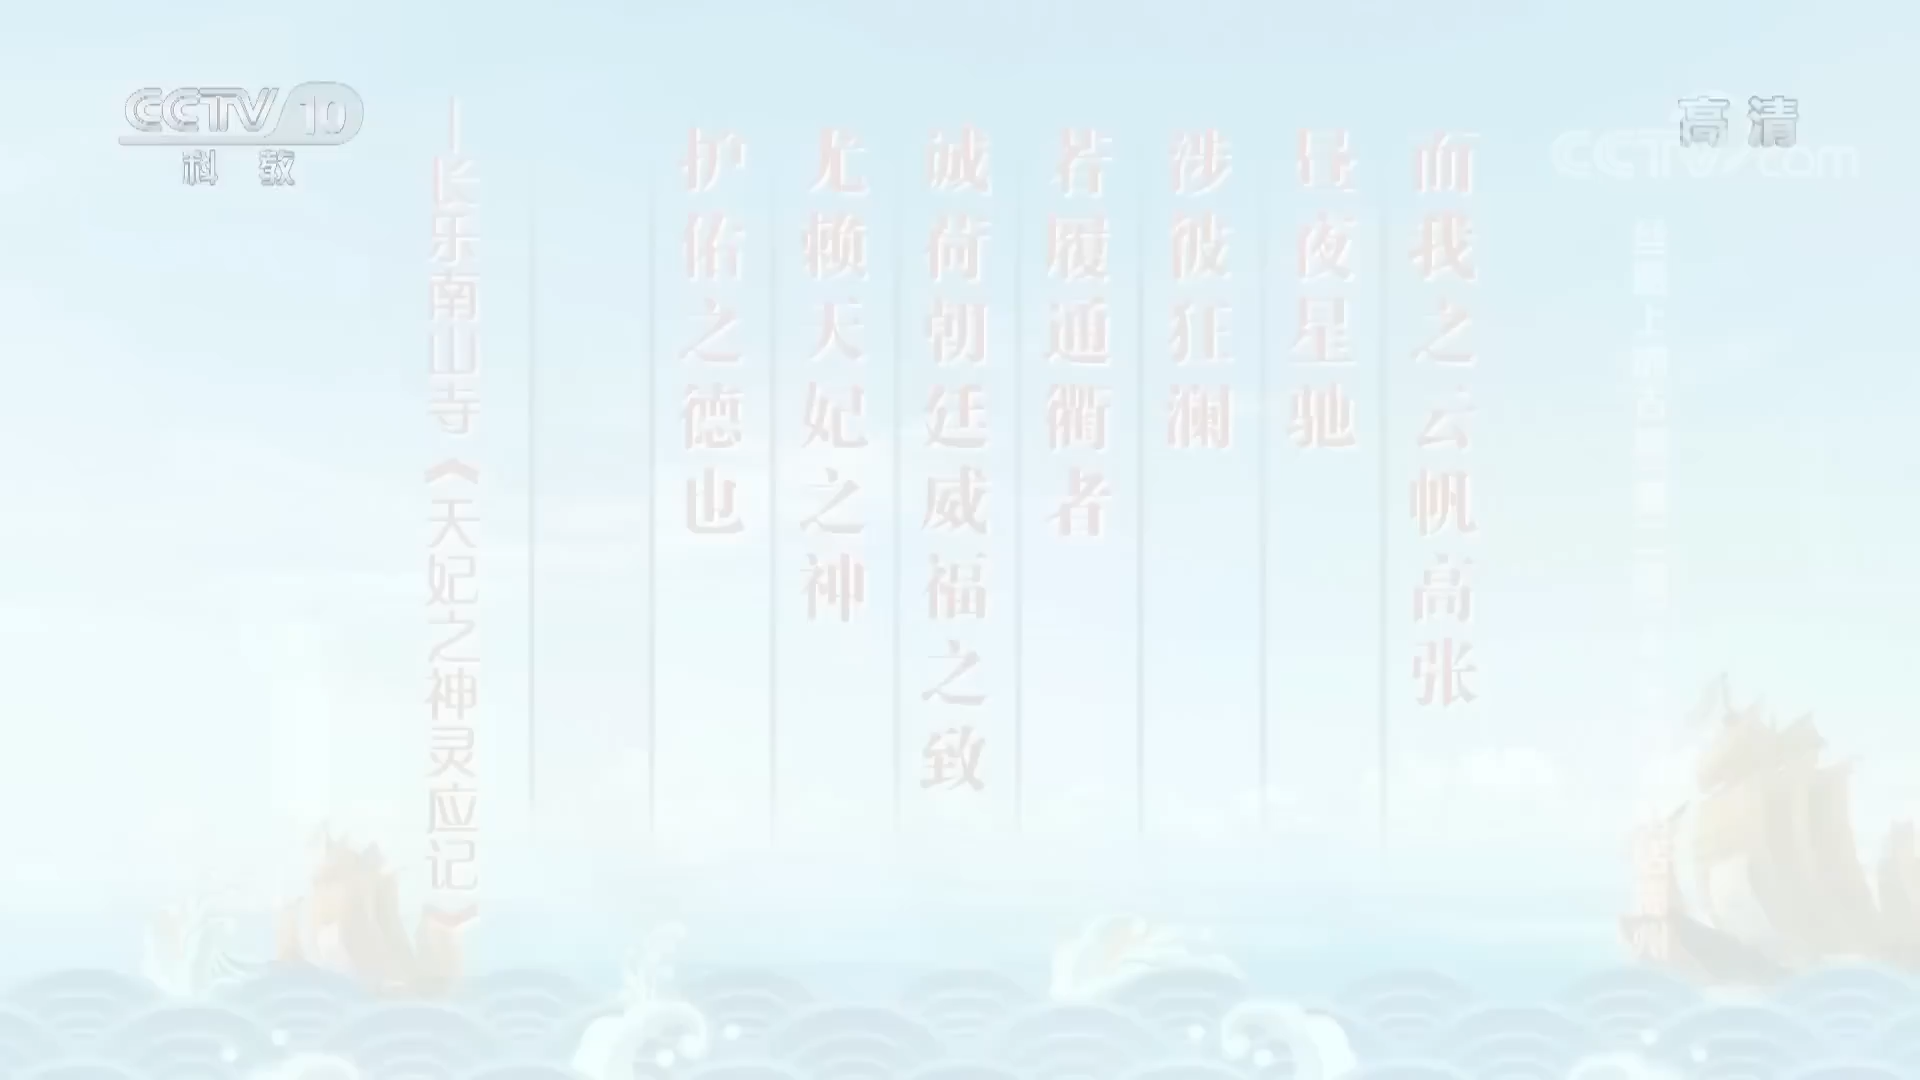 CCTV 10
科 教
高 清
CCTV.com
而我之云帆高张
昼夜星驰
涉彼狂澜
若履通衢者
诚荷朝廷威福之致
尤赖天妃之神
护佑之德也
—长乐南山寺《天妃之神灵应记》